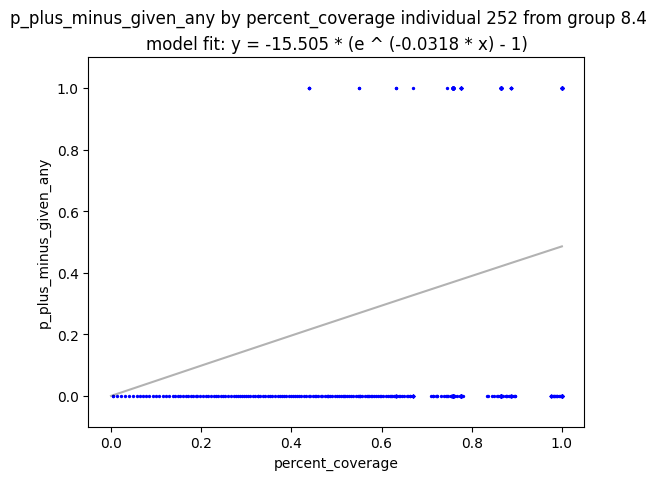 p_plus_minus_given_any by percent_coverage individual 252 from group 8.4
model fit: y = -15.505 * (e ^ (-0.0318 * x) - 1)
1.0
0.8
0.6
0.4
0.2
0.0
p_plus_minus_given_any
0.0 0.2 0.4 0.6 0.8 1.0
percent_coverage